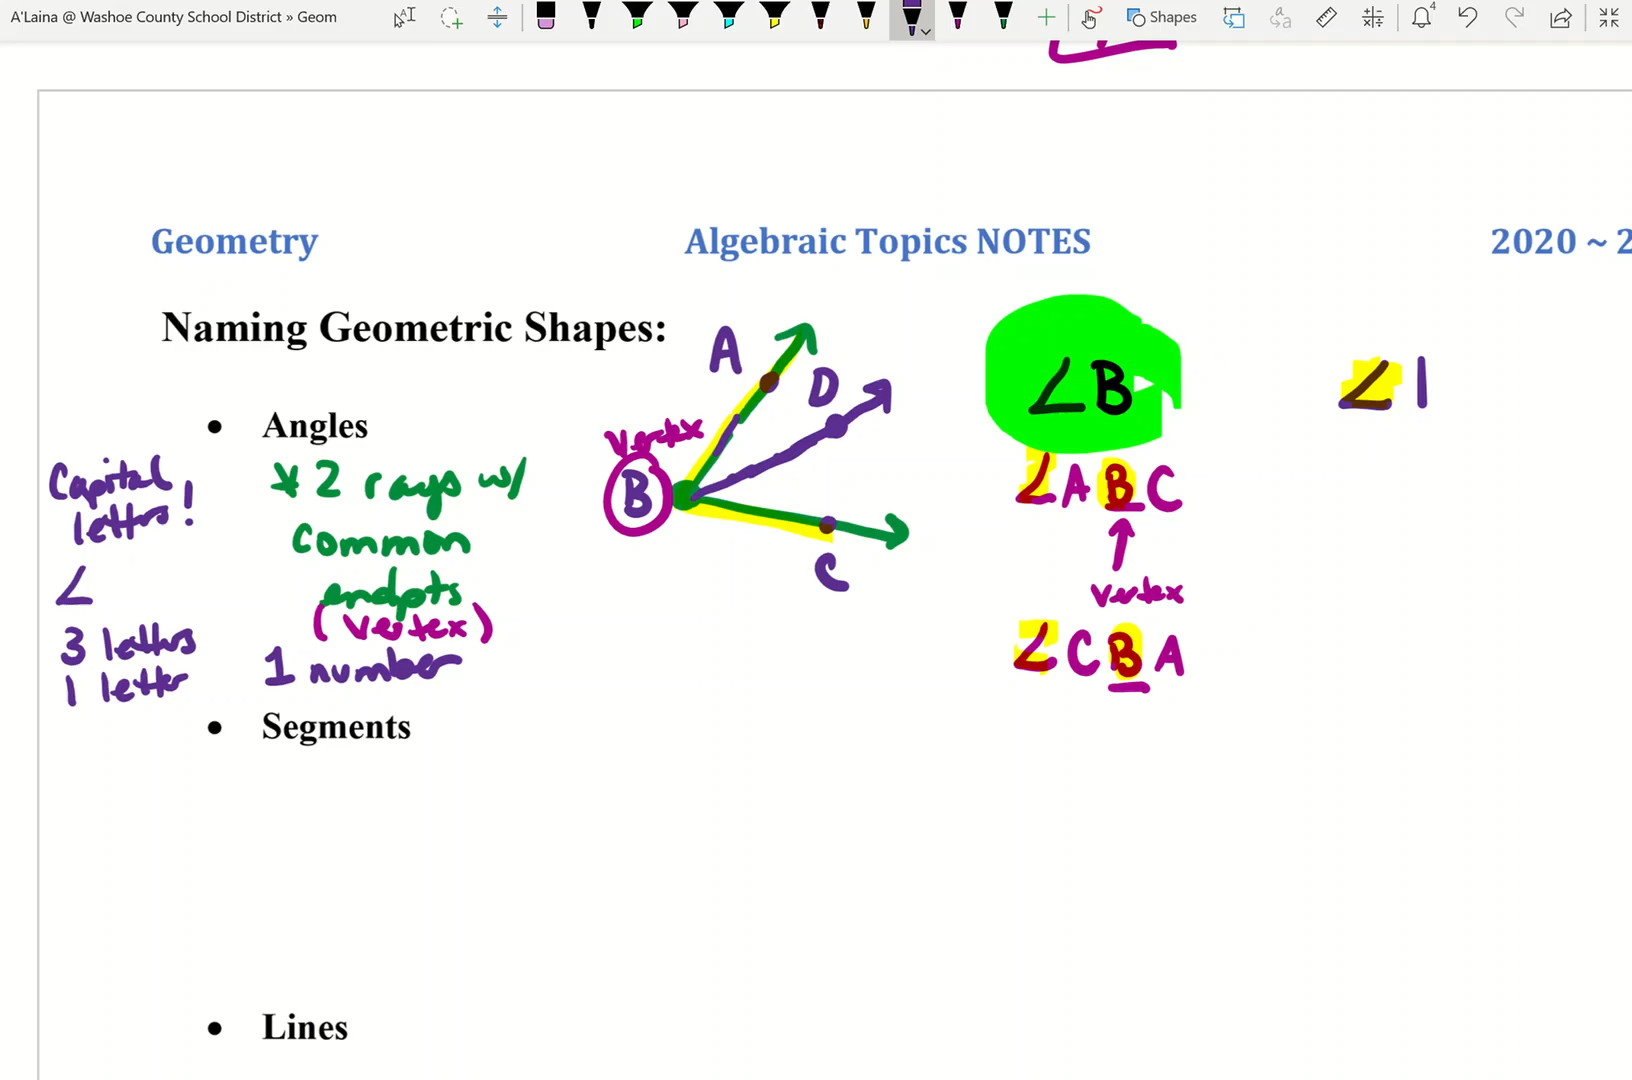 A'Laina @ Washoe County School District » Geom
Shapes
4
Geometry Algebraic Topics NOTES 2020 ~ 2
Naming Geometric Shapes:
• Angles
Capital
letters!
∠
3 letters
1 letter
* 2 rays w/
common
endpts
(vertex)
1 number
A
D
vertex
B
C
∠B
∠1
∠ABC
vertex
∠CBA
• Segments
• Lines